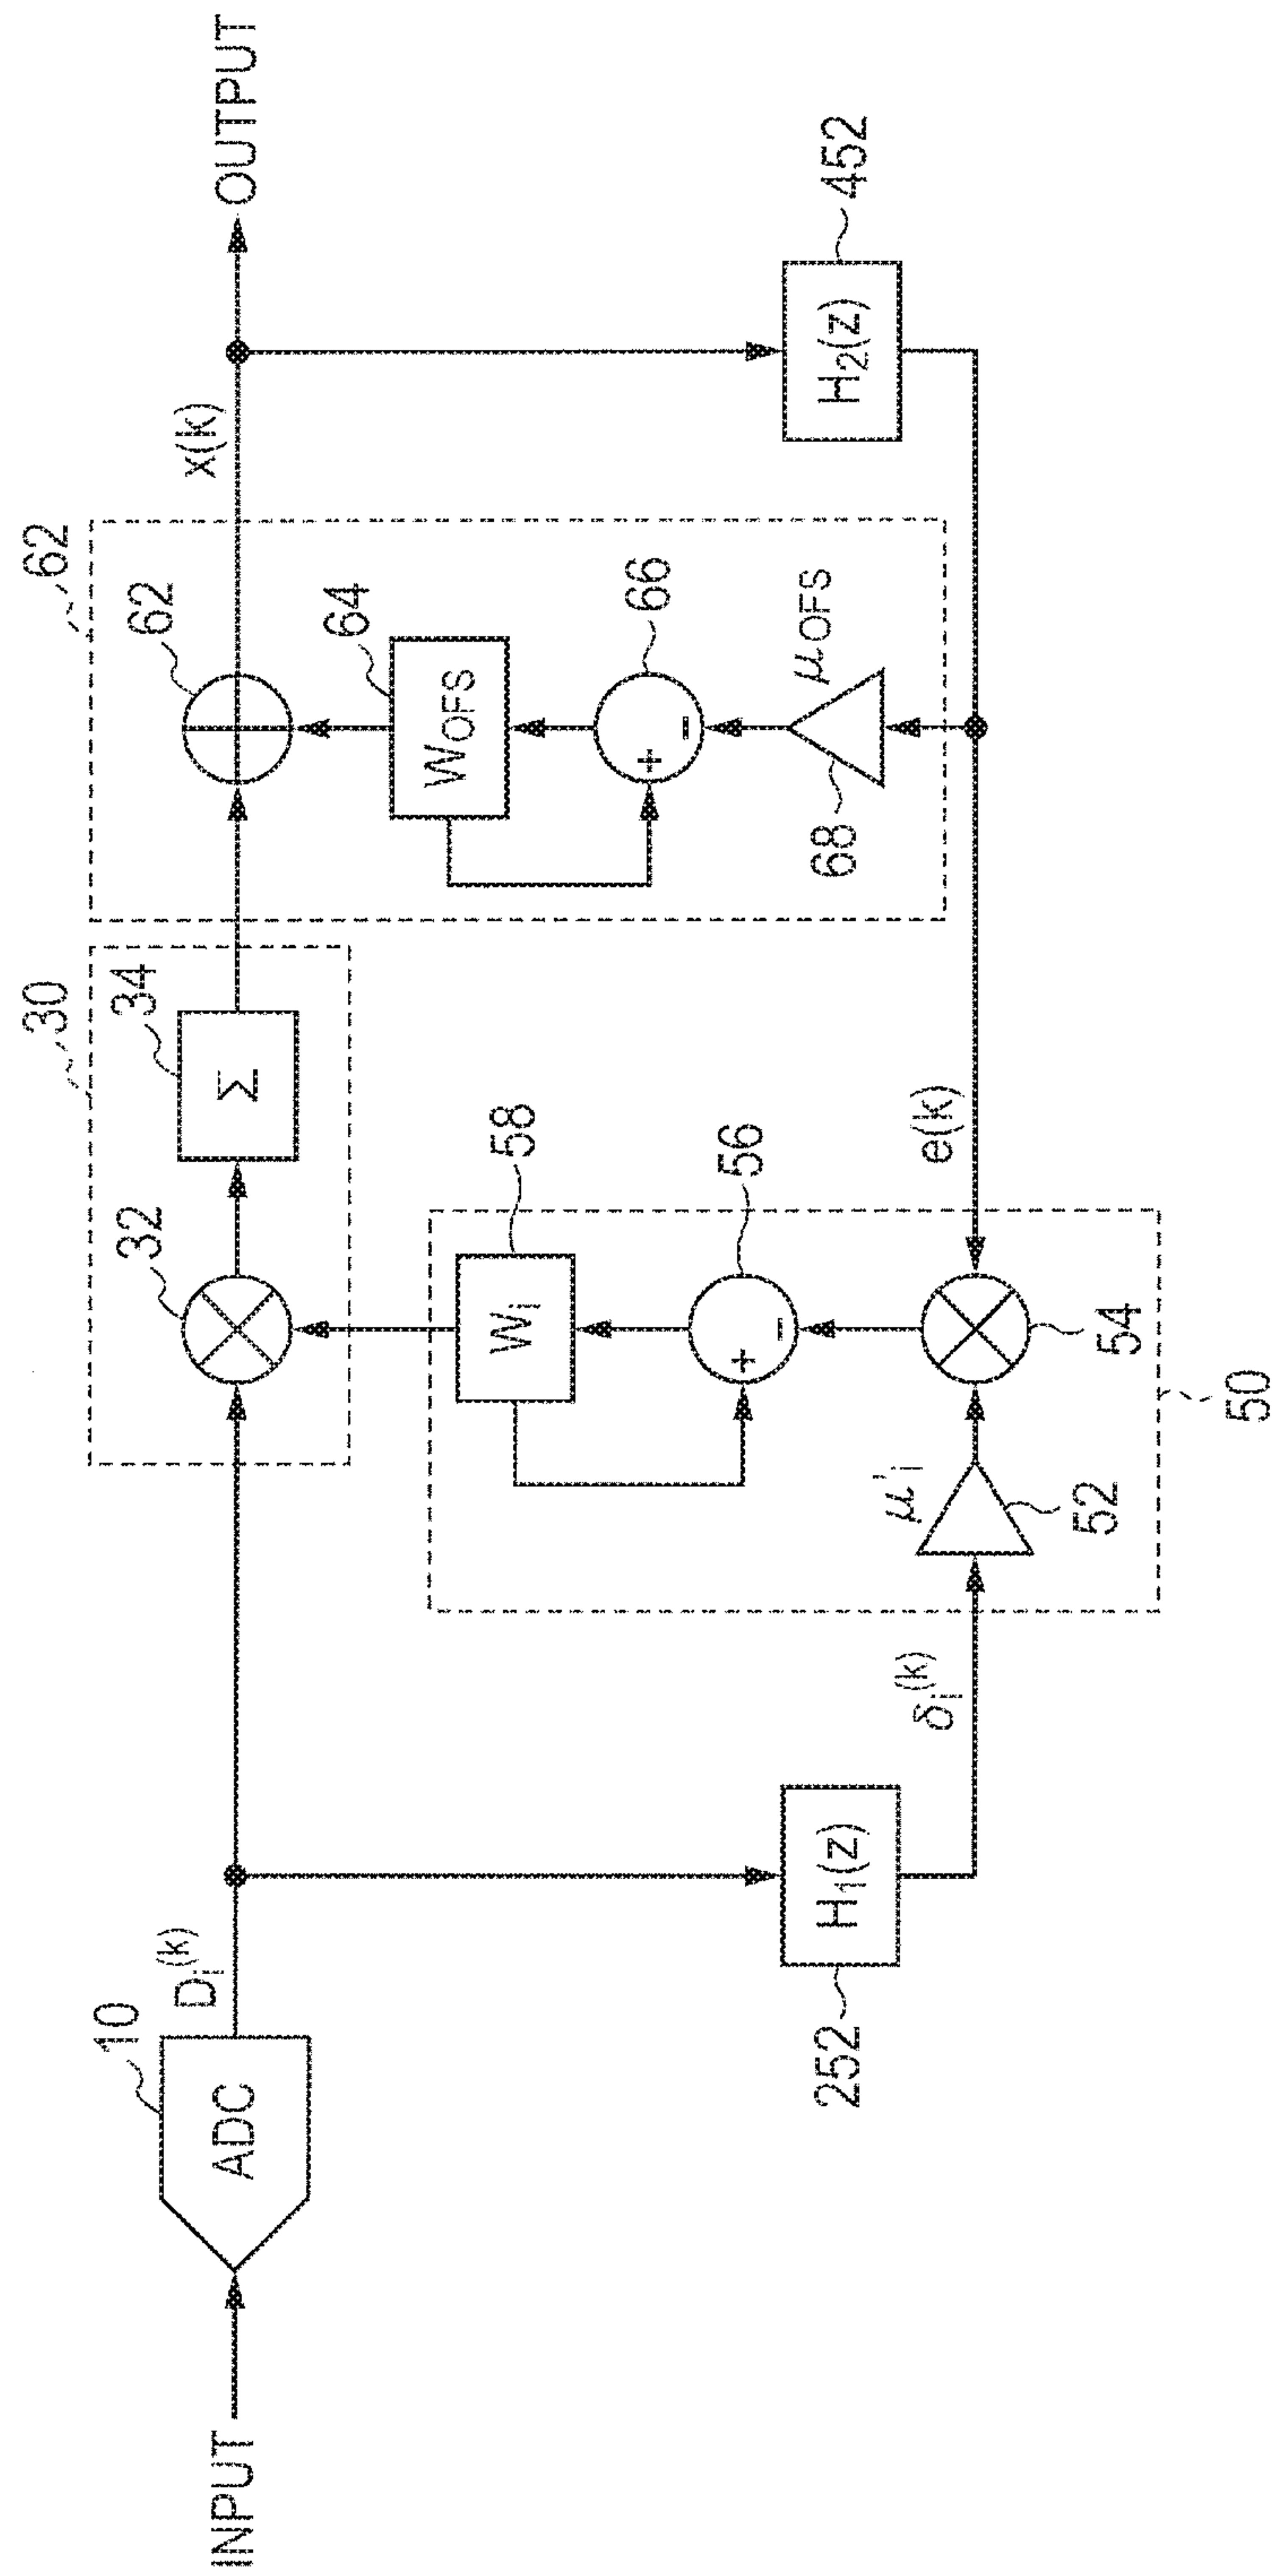 INPUT
10
ADC
D_i^(k)
252
H_1(z)
δ_i^(k)
30
32
34
Σ
58
W_i
56
+
-
54
μ'_i
52
50
e(k)
62
62
64
W_OFS
66
+
-
μ_OFS
68
x(k)
OUTPUT
452
H_2(z)